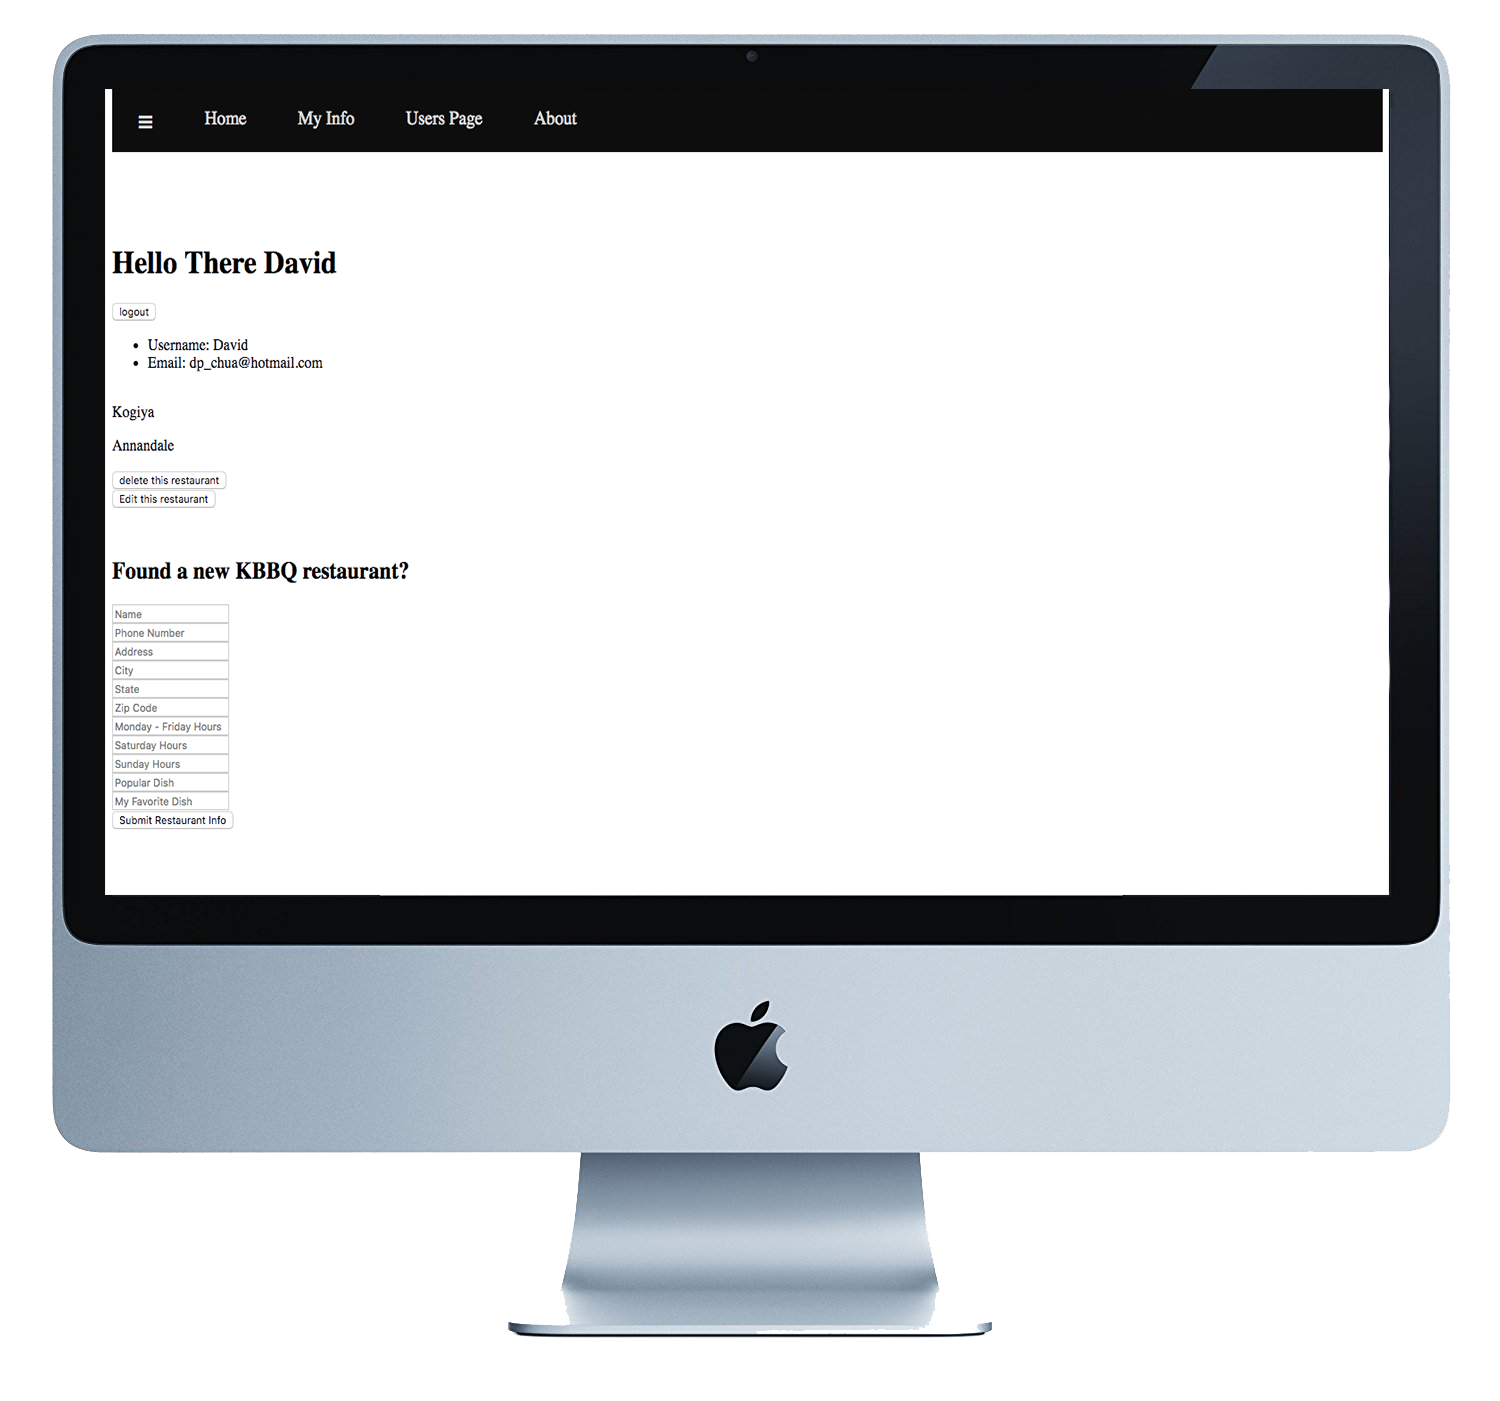 ☰ Home My Info Users Page About
Hello There David
logout
• Username: David
• Email: dp_chua@hotmail.com
Kogiya
Annandale
delete this restaurant
Edit this restaurant
Found a new KBBQ restaurant?
Name
Phone Number
Address
City
State
Zip Code
Monday - Friday Hours
Saturday Hours
Sunday Hours
Popular Dish
My Favorite Dish
Submit Restaurant Info